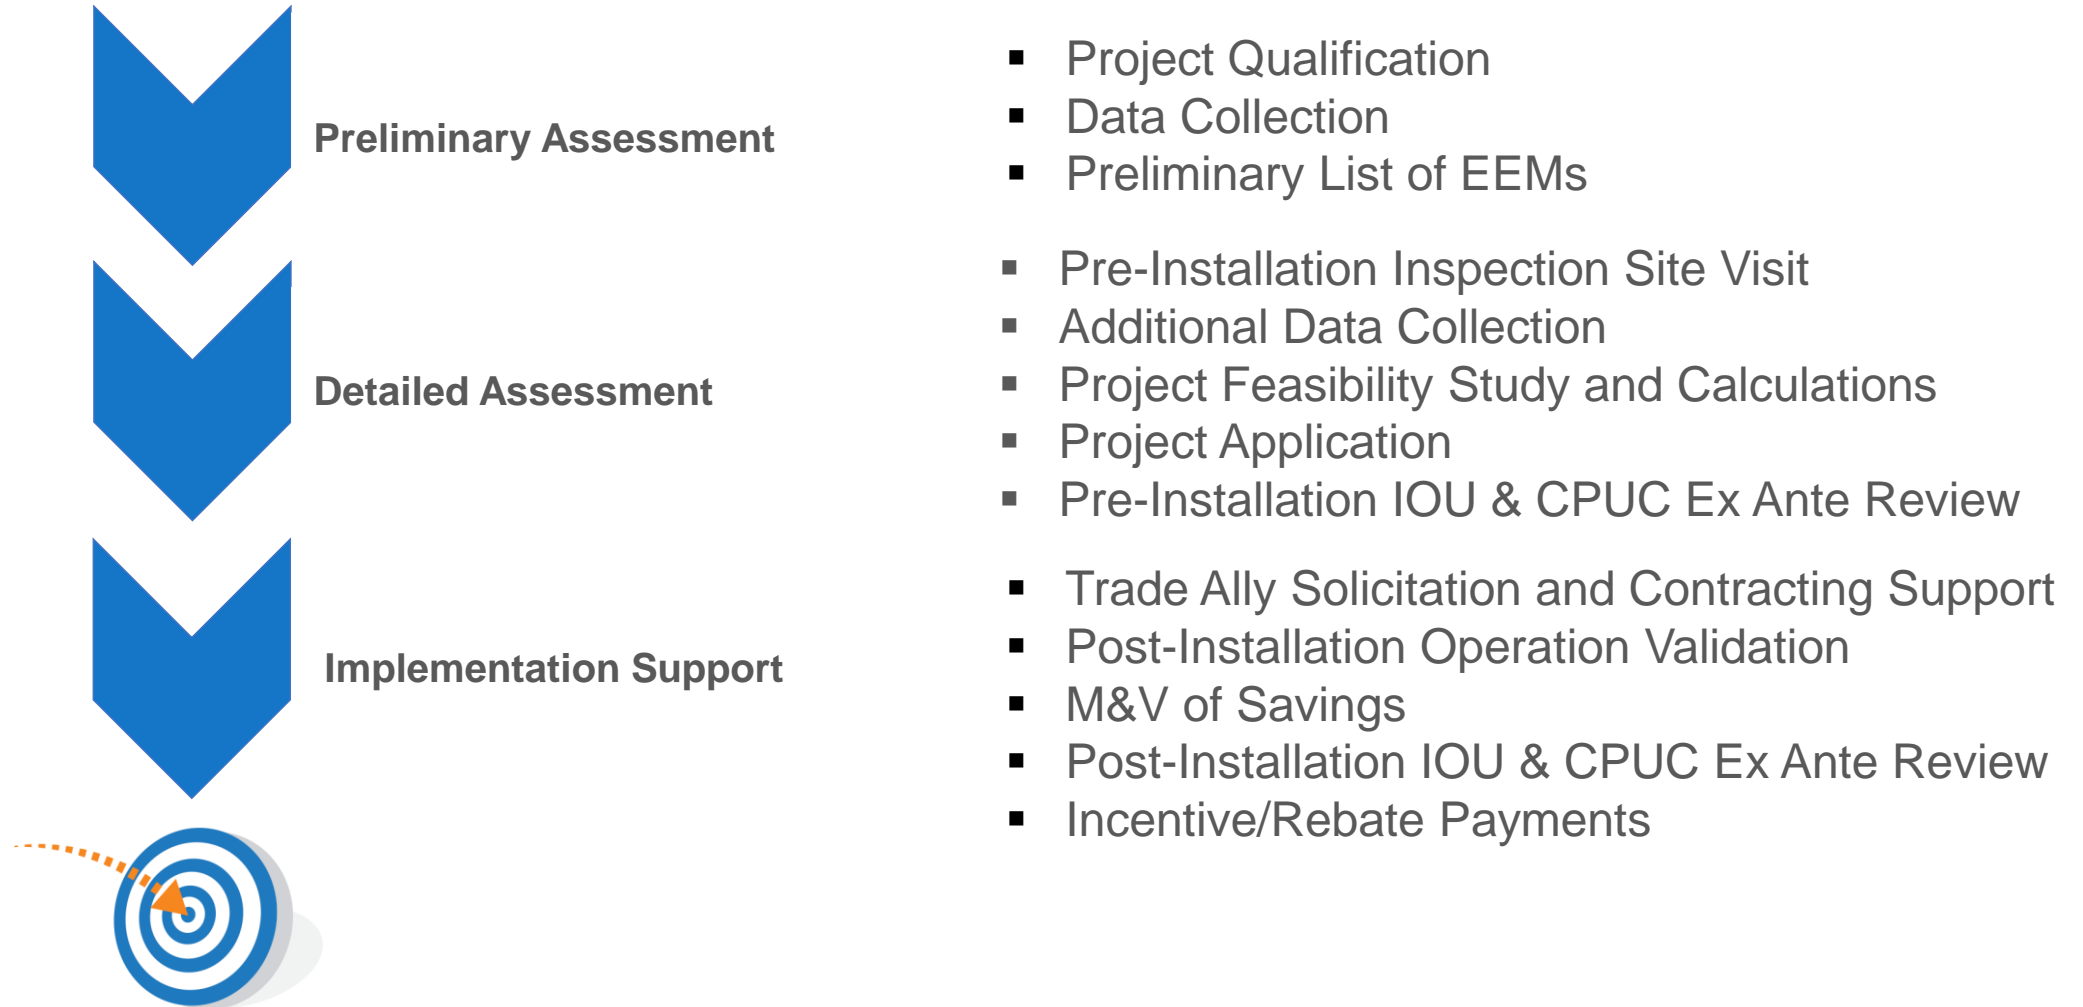 Preliminary Assessment
▪ Project Qualification
▪ Data Collection
▪ Preliminary List of EEMs
Detailed Assessment
▪ Pre-Installation Inspection Site Visit
▪ Additional Data Collection
▪ Project Feasibility Study and Calculations
▪ Project Application
▪ Pre-Installation IOU & CPUC Ex Ante Review
Implementation Support
▪ Trade Ally Solicitation and Contracting Support
▪ Post-Installation Operation Validation
▪ M&V of Savings
▪ Post-Installation IOU & CPUC Ex Ante Review
▪ Incentive/Rebate Payments